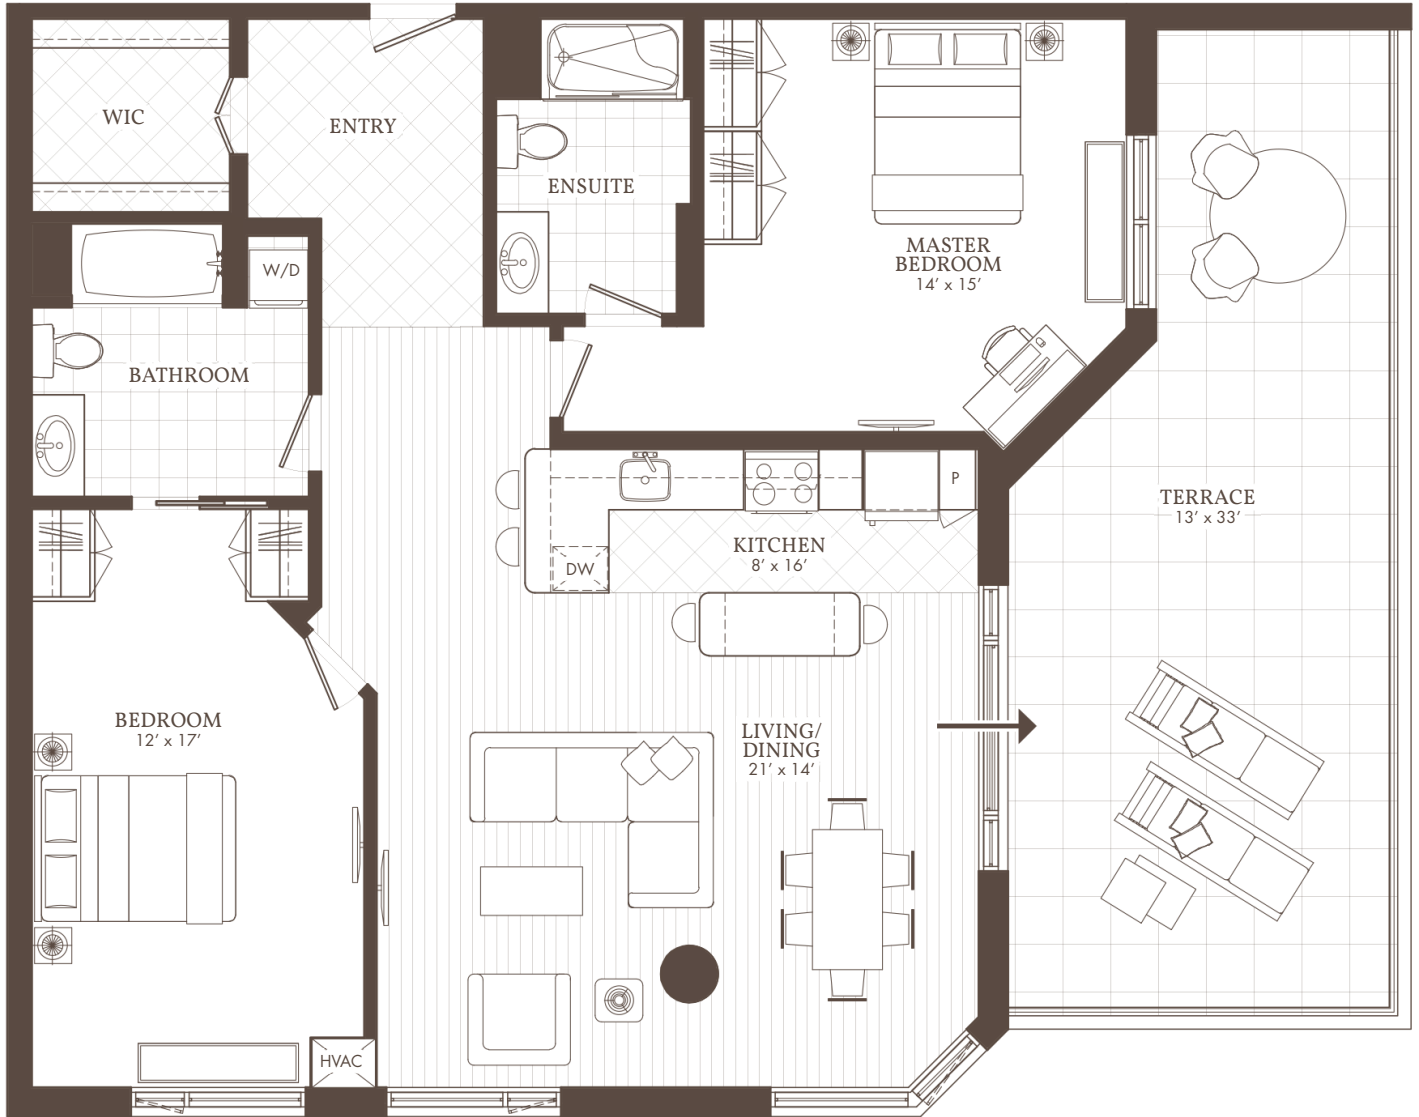 WIC
ENTRY
ENSUITE
W/D
MASTER
BEDROOM
14’ x 15’
BATHROOM
P
TERRACE
13’ x 33’
KITCHEN
8’ x 16’
DW
BEDROOM
12’ x 17’
LIVING/
DINING
21’ x 14’
HVAC